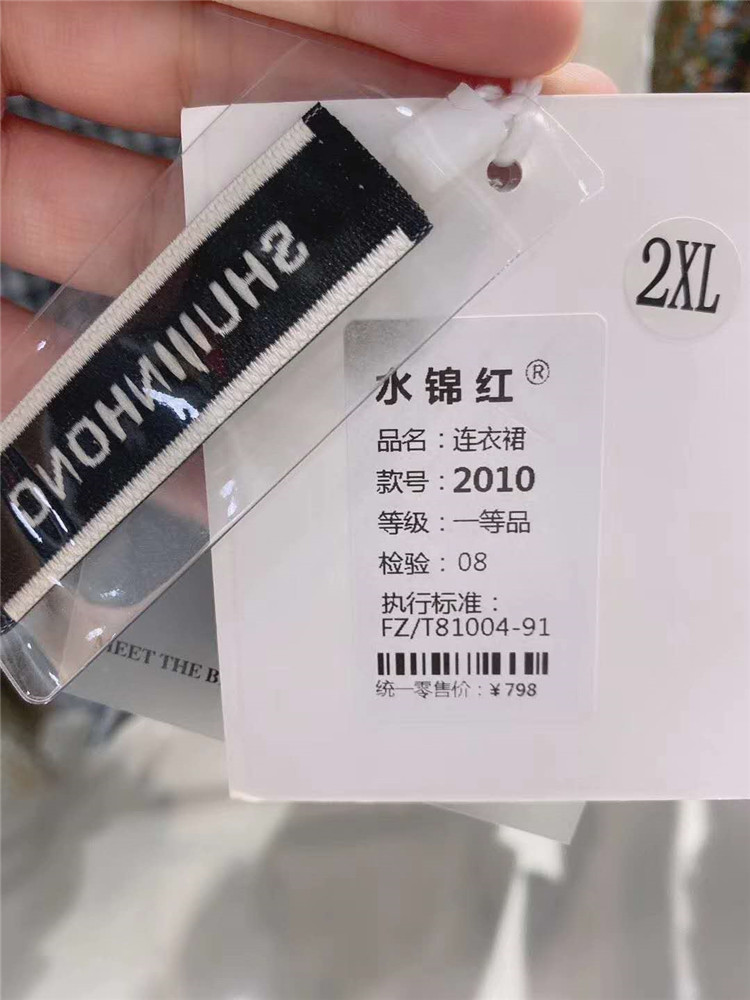 SHUIJINHONG
2XL
水锦红®
品名：连衣裙
款号：2010
等级：一等品
检验：08
执行标准：
FZ/T81004-91
统一零售价：¥798
MEET THE B